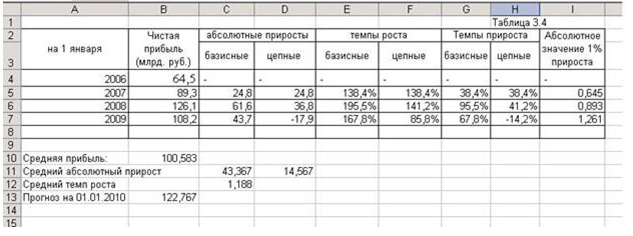 A B C D E F G H I
1 Таблица 3.4
2 на 1 января Чистая прибыль (млрд. руб.) абсолютные приросты темпы роста Темпы прироста Абсолютное значение 1% прироста
3 базисные цепные базисные цепные базисные цепные
4 2006 64,5 - - - - - - -
5 2007 89,3 24,8 24,8 138,4% 138,4% 38,4% 38,4% 0,645
6 2008 126,1 61,6 36,8 195,5% 141,2% 95,5% 41,2% 0,893
7 2009 108,2 43,7 -17,9 167,8% 85,8% 67,8% -14,2% 1,261
8
9
10 Средняя прибыль: 100,583
11 Средний абсолютный прирост 43,367 14,567
12 Средний темп роста 1,188
13 Прогноз на 01.01.2010 122,767
14
15